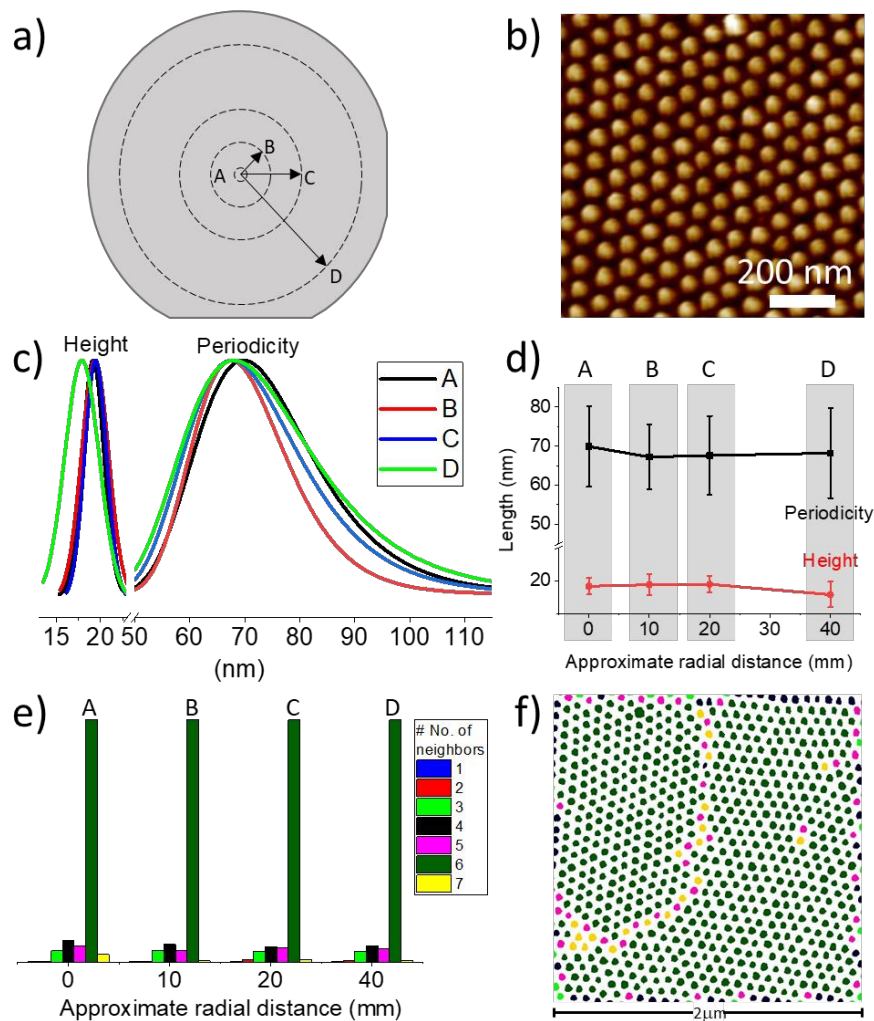 a)
A
B
C
D
b)
200 nm
c)
Height
Periodicity
A
B
C
D
15
20
50
60
70
80
90
100
110
(nm)
d)
A
B
C
D
80
70
60
50
20
Length (nm)
Periodicity
Height
0
10
20
30
40
Approximate radial distance (mm)
e)
A
B
C
D
# No. of
neighbors
1
2
3
4
5
6
7
0
10
20
40
Approximate radial distance (mm)
f)
2μm